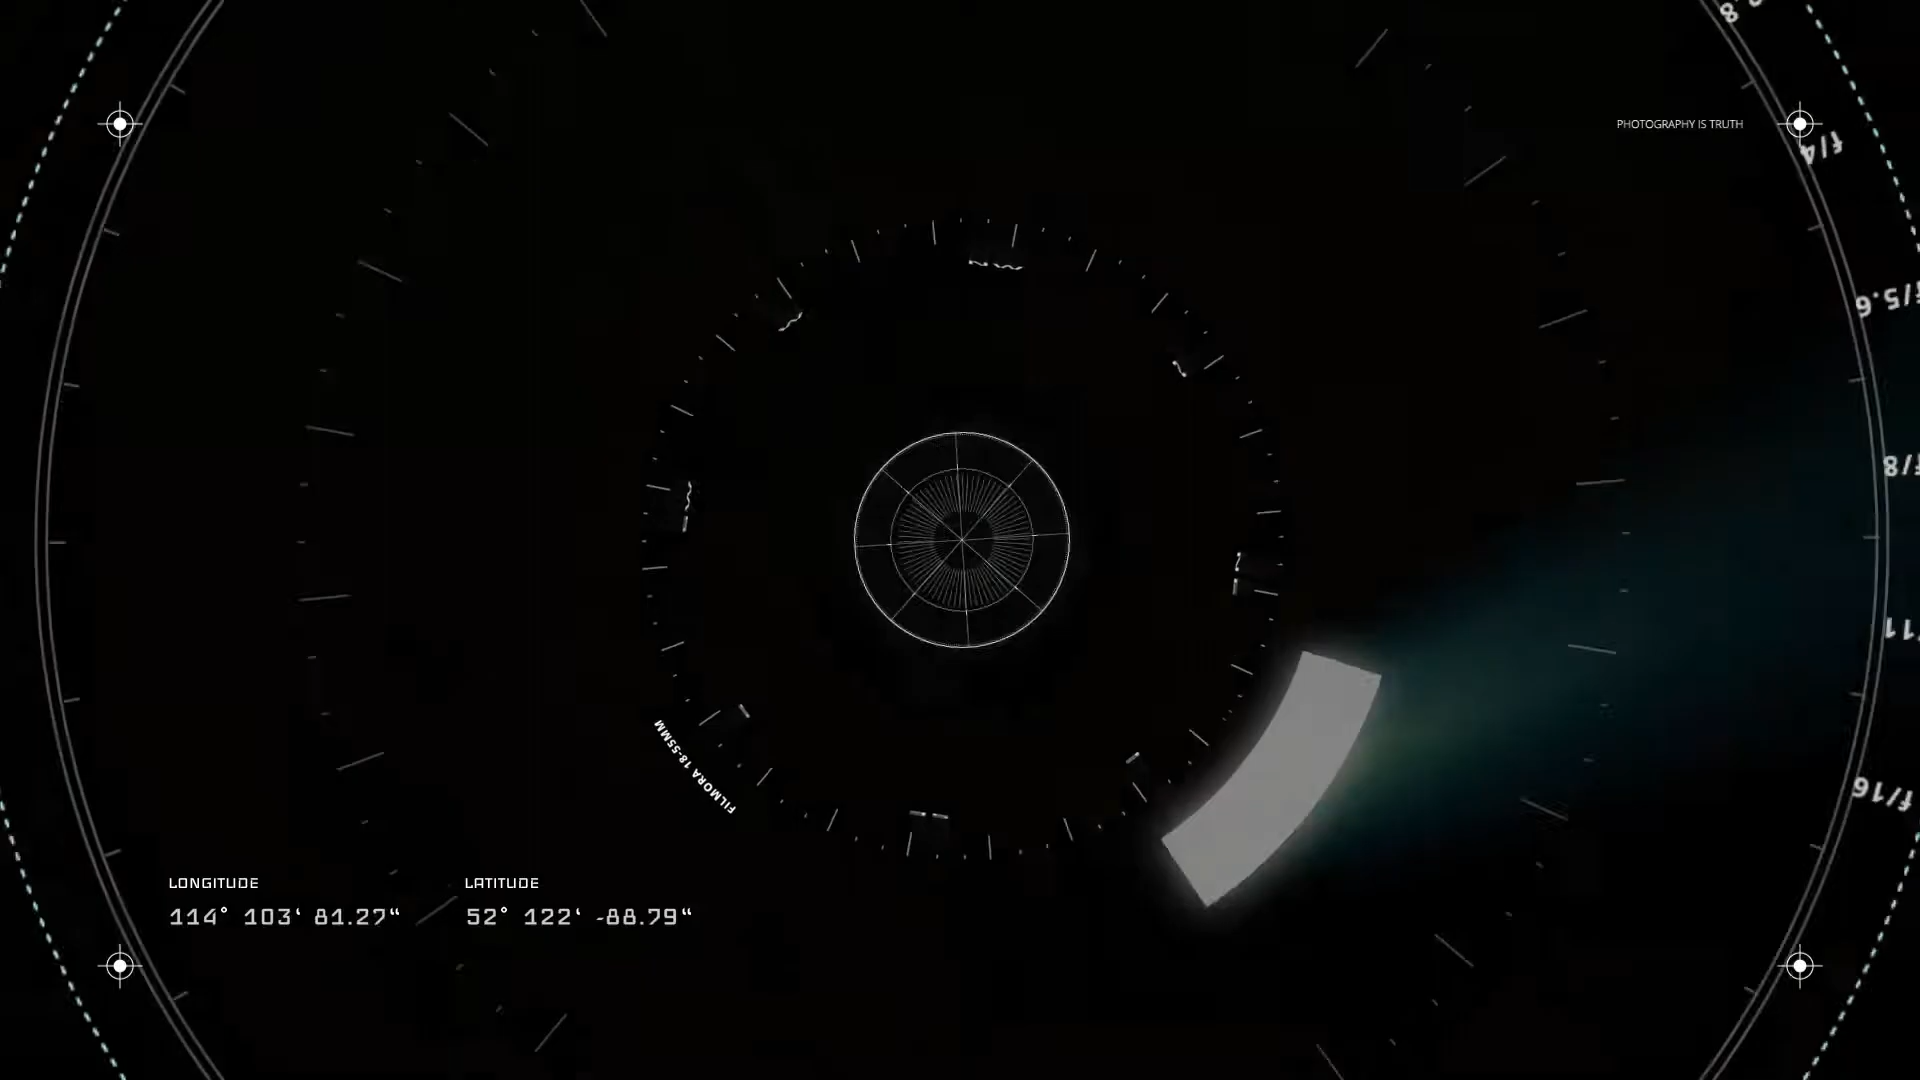 PHOTOGRAPHY IS TRUTH
f/4
f/5.6
f/8
f/16
FILMORA 18-55MM
LONGITUDE
114° 103‘ 81.27“
LATITUDE
52° 122‘ -88.79“